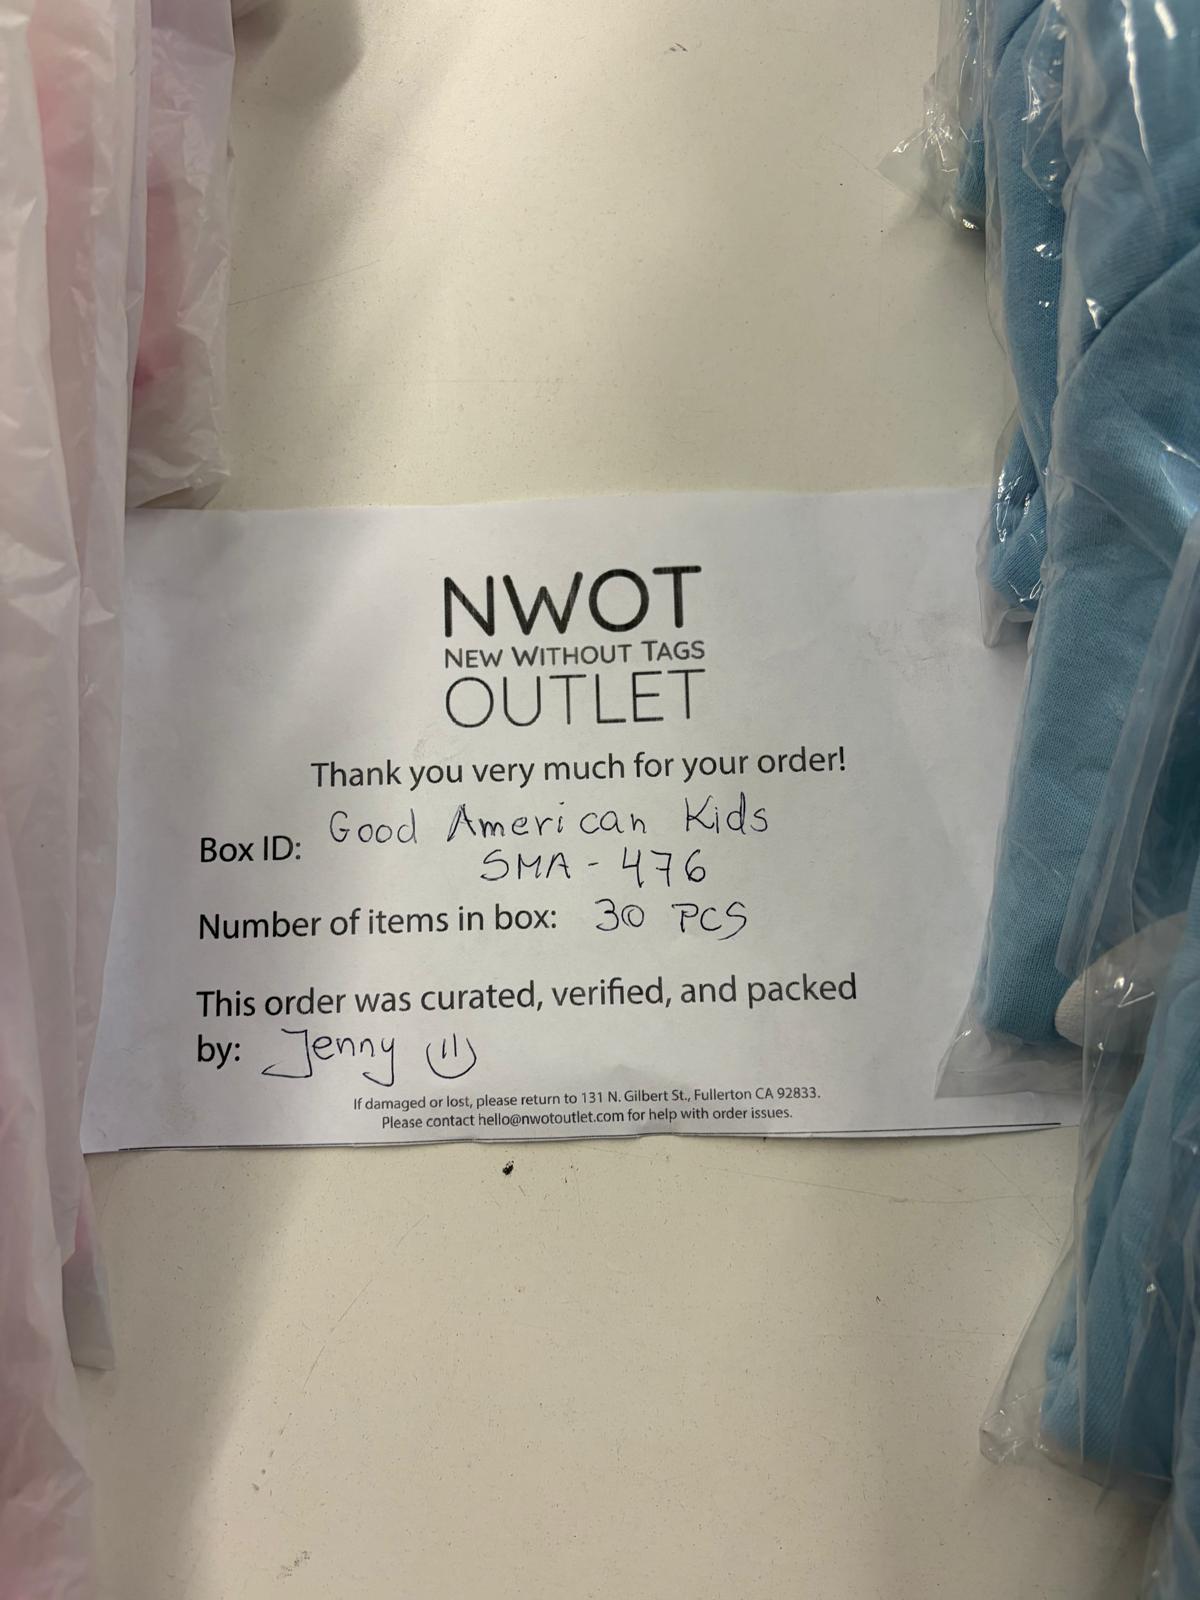 NWOT
NEW WITHOUT TAGS
OUTLET
Thank you very much for your order!
Box ID: Good American Kids
SMA - 476
Number of items in box: 30 PCS
This order was curated, verified, and packed
by: Jenny
If damaged or lost, please return to 131 N. Gilbert St., Fullerton CA 92833.
Please contact hello@nwotoutlet.com for help with order issues.